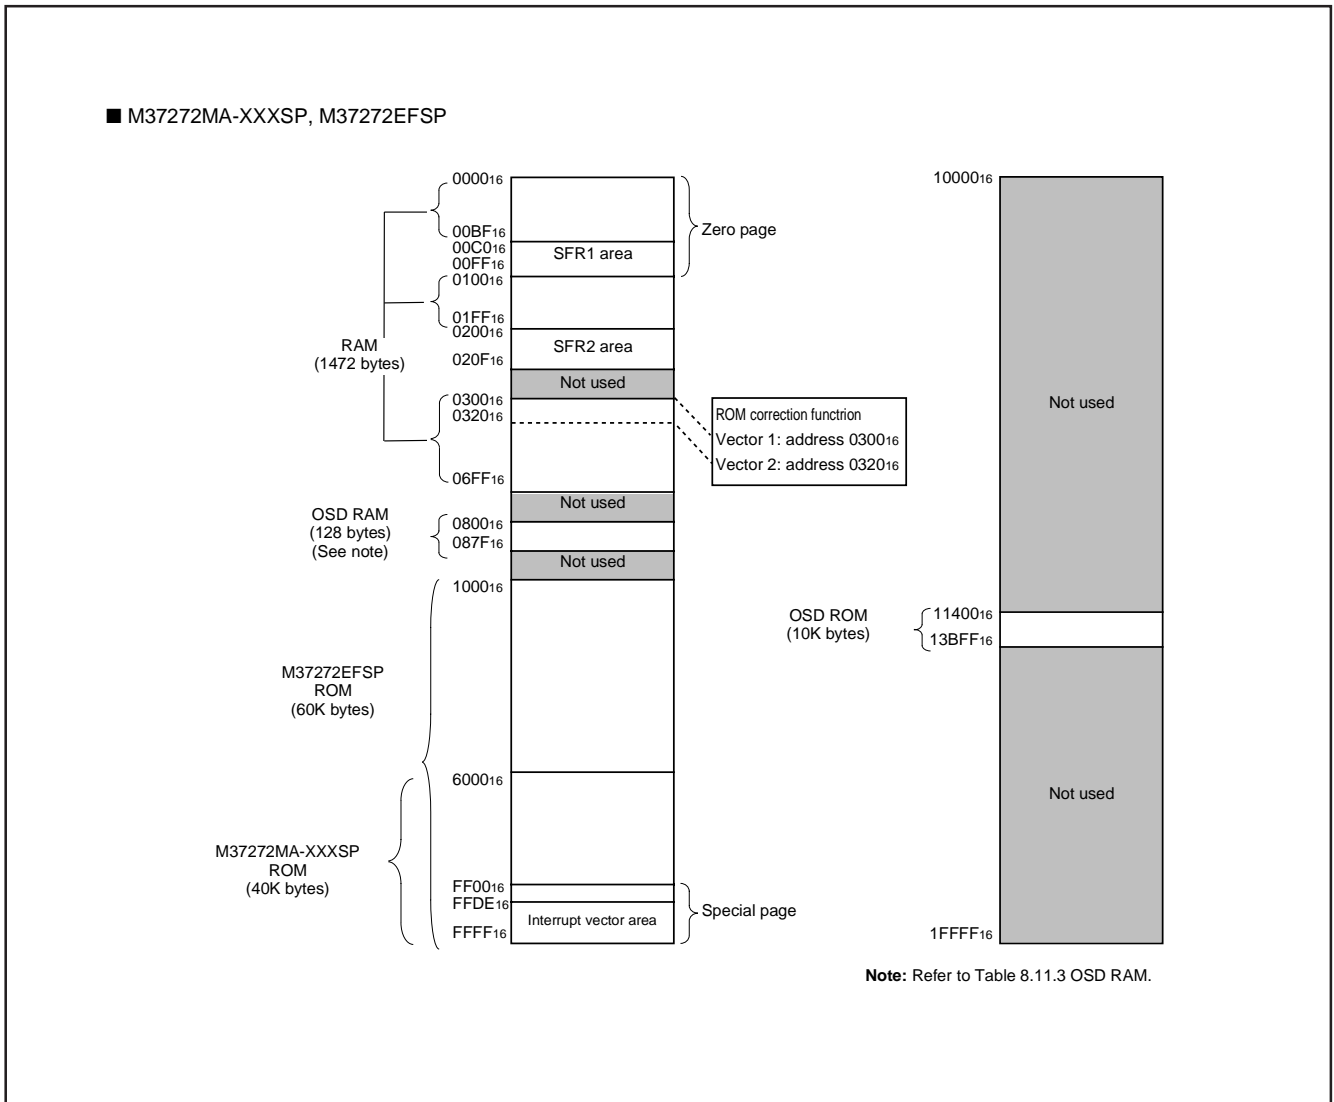 ■ M37272MA-XXXSP, M37272EFSP
000016
00BF16
00C016
00FF16
010016
01FF16
020016
020F16
030016
032016
06FF16
080016
087F16
100016
600016
FF0016
FFDE16
FFFF16
RAM
(1472 bytes)
OSD RAM
(128 bytes)
(See note)
M37272EFSP
ROM
(60K bytes)
M37272MA-XXXSP
ROM
(40K bytes)
SFR1 area
SFR2 area
Not used
Not used
Not used
Interrupt vector area
Zero page
ROM correction functrion
Vector 1: address 030016
Vector 2: address 032016
Special page
1000016
1140016
13BFF16
1FFFF16
OSD ROM
(10K bytes)
Not used
Not used
Note: Refer to Table 8.11.3 OSD RAM.